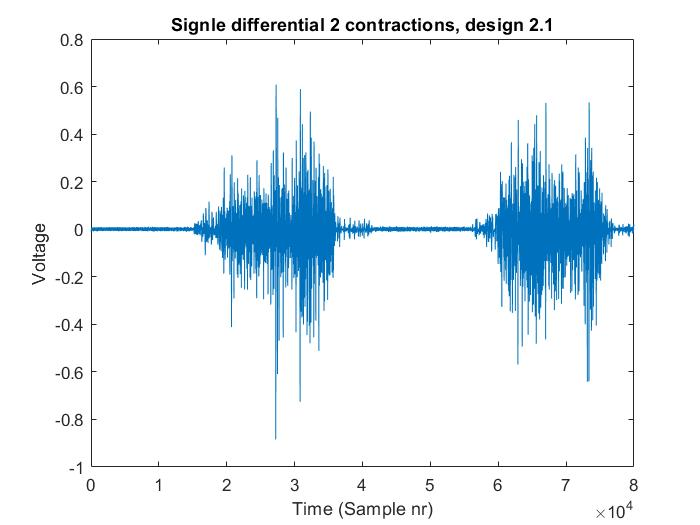 Signle differential 2 contractions, design 2.1
0.8
0.6
0.4
0.2
0
-0.2
-0.4
-0.6
-0.8
-1
Voltage
0 1 2 3 4 5 6 7 8
Time (Sample nr)
×10⁴